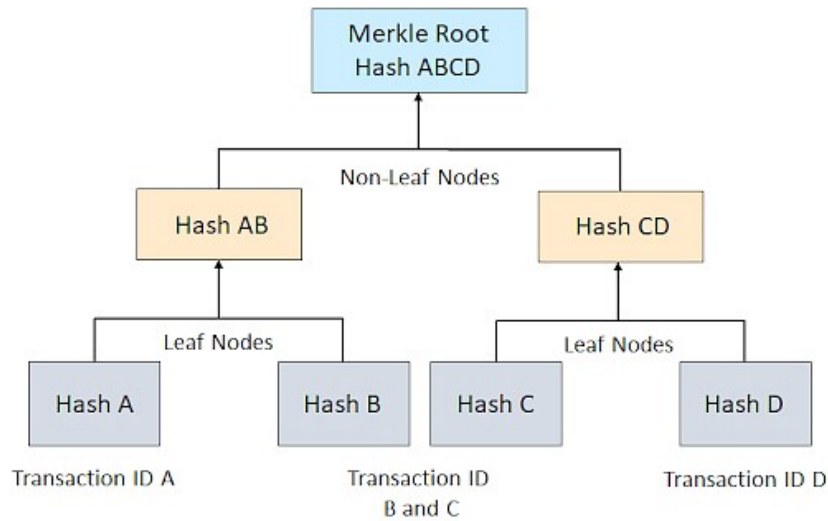 Merkle Root
Hash ABCD
Non-Leaf Nodes
Hash AB
Hash CD
Leaf Nodes
Leaf Nodes
Hash A
Hash B
Hash C
Hash D
Transaction ID A
Transaction ID
B and C
Transaction ID D